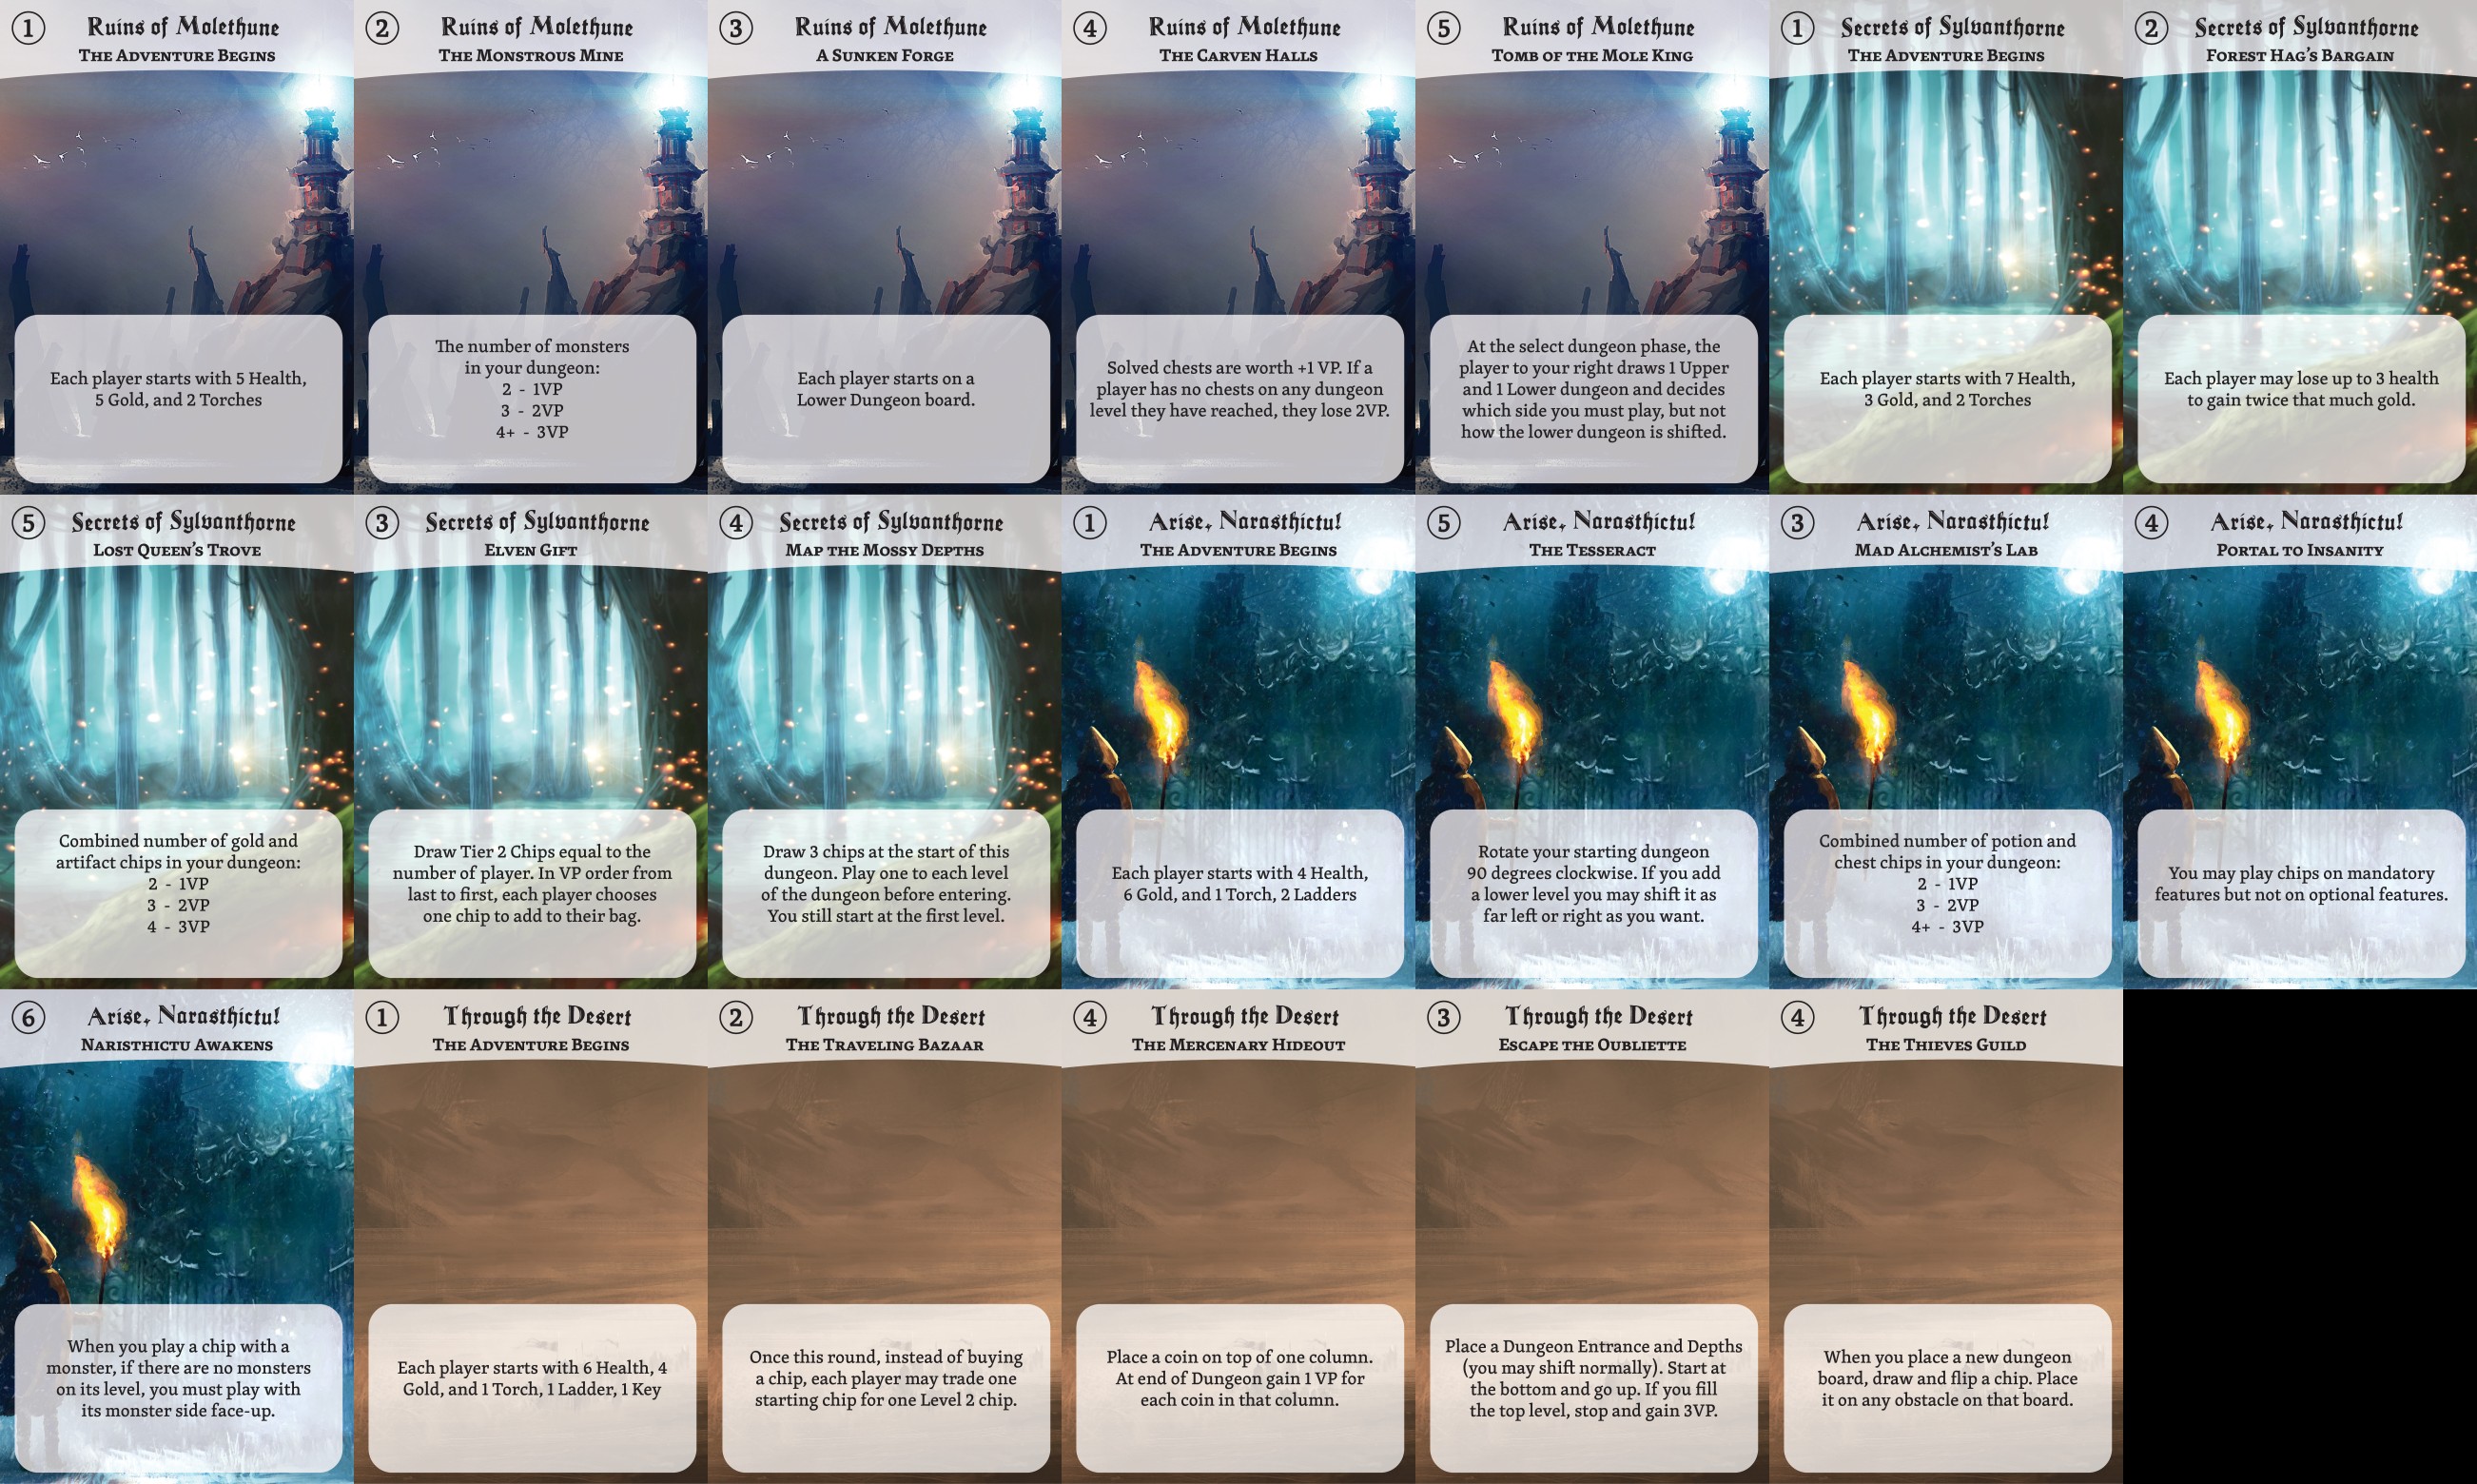 1
Ruins of Molethune
The Adventure Begins
Each player starts with 5 Health,
5 Gold, and 2 Torches
2
Ruins of Molethune
The Monstrous Mine
The number of monsters
in your dungeon:
2 - 1VP
3 - 2VP
4+ - 3VP
3
Ruins of Molethune
A Sunken Forge
Each player starts on a
Lower Dungeon board.
4
Ruins of Molethune
The Carven Halls
Solved chests are worth +1 VP. If a
player has no chests on any dungeon
level they have reached, they lose 2VP.
5
Ruins of Molethune
Tomb of the Mole King
At the select dungeon phase, the
player to your right draws 1 Upper
and 1 Lower dungeon and decides
which side you must play, but not
how the lower dungeon is shifted.
1
Secrets of Sylvanthorne
The Adventure Begins
Each player starts with 7 Health,
3 Gold, and 2 Torches
2
Secrets of Sylvanthorne
Forest Hag's Bargain
Each player may lose up to 3 health
to gain twice that much gold.
5
Secrets of Sylvanthorne
Lost Queen's Trove
Combined number of gold and
artifact chips in your dungeon:
2 - 1VP
3 - 2VP
4 - 3VP
3
Secrets of Sylvanthorne
Elven Gift
Draw Tier 2 Chips equal to the
number of player. In VP order from
last to first, each player chooses
one chip to add to their bag.
4
Secrets of Sylvanthorne
Map the Mossy Depths
Draw 3 chips at the start of this
dungeon. Play one to each level
of the dungeon before entering.
You still start at the first level.
1
Arise, Narasthictu!
The Adventure Begins
Each player starts with 4 Health,
6 Gold, and 1 Torch, 2 Ladders
5
Arise, Narasthictu!
The Tesseract
Rotate your starting dungeon
90 degrees clockwise. If you add
a lower level you may shift it as
far left or right as you want.
3
Arise, Narasthictu!
Mad Alchemist's Lab
Combined number of potion and
chest chips in your dungeon:
2 - 1VP
3 - 2VP
4+ - 3VP
4
Arise, Narasthictu!
Portal to Insanity
You may play chips on mandatory
features but not on optional features.
6
Arise, Narasthictu!
Naristhictu Awakens
When you play a chip with a
monster, if there are no monsters
on its level, you must play with
its monster side face-up.
1
Through the Desert
The Adventure Begins
Each player starts with 6 Health, 4
Gold, and 1 Torch, 1 Ladder, 1 Key
2
Through the Desert
The Traveling Bazaar
Once this round, instead of buying
a chip, each player may trade one
starting chip for one Level 2 chip.
4
Through the Desert
The Mercenary Hideout
Place a coin on top of one column.
At end of Dungeon gain 1 VP for
each coin in that column.
3
Through the Desert
Escape the Oubliette
Place a Dungeon Entrance and Depths
(you may shift normally). Start at
the bottom and go up. If you fill
the top level, stop and gain 3VP.
4
Through the Desert
The Thieves Guild
When you place a new dungeon
board, draw and flip a chip. Place
it on any obstacle on that board.